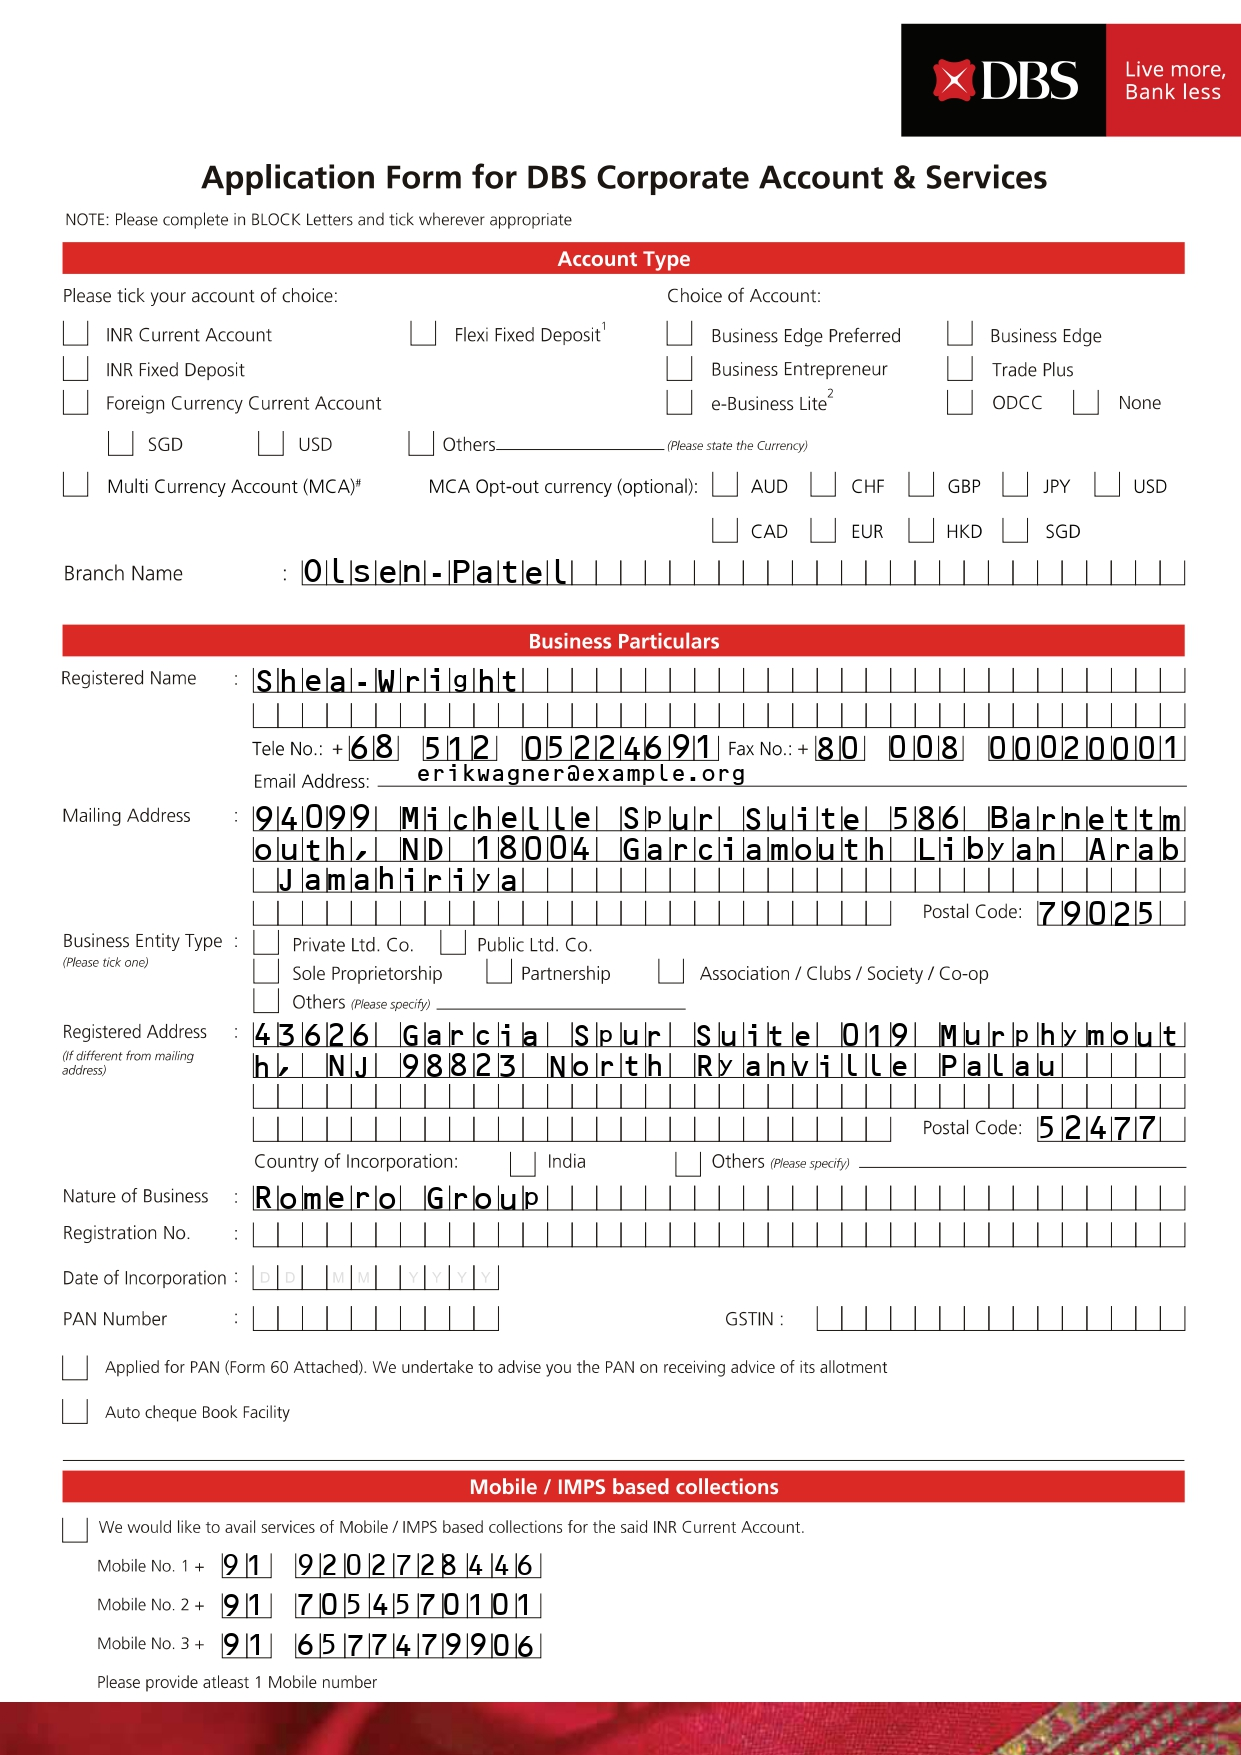 DBS
Live more,
Bank less
Application Form for DBS Corporate Account & Services
NOTE: Please complete in BLOCK Letters and tick wherever appropriate
Account Type
Please tick your account of choice: Choice of Account:
INR Current Account Flexi Fixed Deposit1 Business Edge Preferred Business Edge
INR Fixed Deposit Business Entrepreneur Trade Plus
Foreign Currency Current Account e-Business Lite2 ODCC None
SGD USD Others (Please state the Currency)
Multi Currency Account (MCA)# MCA Opt-out currency (optional): AUD CHF GBP JPY USD
CAD EUR HKD SGD
Branch Name : Olsen-Patel
Business Particulars
Registered Name : Shea-Wright
Tele No.: + 68 512 05224691 Fax No.: + 80 008 00020001
Email Address: erikwagner@example.org
Mailing Address : 94099 Michelle Spur Suite 586 Barnettm
outh, ND 18004 Garciamouth Libyan Arab
Jamahiriya
Postal Code: 79025
Business Entity Type : Private Ltd. Co. Public Ltd. Co.
(Please tick one)
Sole Proprietorship Partnership Association / Clubs / Society / Co-op
Others (Please specify)
Registered Address : 43626 Garcia Spur Suite 019 Murphymout
(If different from mailing address) h, NJ 98823 North Ryanville Palau
Postal Code: 52477
Country of Incorporation: India Others (Please specify)
Nature of Business : Romero Group
Registration No. :
Date of Incorporation : D D M M Y Y Y Y
PAN Number : GSTIN :
Applied for PAN (Form 60 Attached). We undertake to advise you the PAN on receiving advice of its allotment
Auto cheque Book Facility
Mobile / IMPS based collections
We would like to avail services of Mobile / IMPS based collections for the said INR Current Account.
Mobile No. 1 + 91 9202728446
Mobile No. 2 + 91 7054570101
Mobile No. 3 + 91 6577479906
Please provide atleast 1 Mobile number